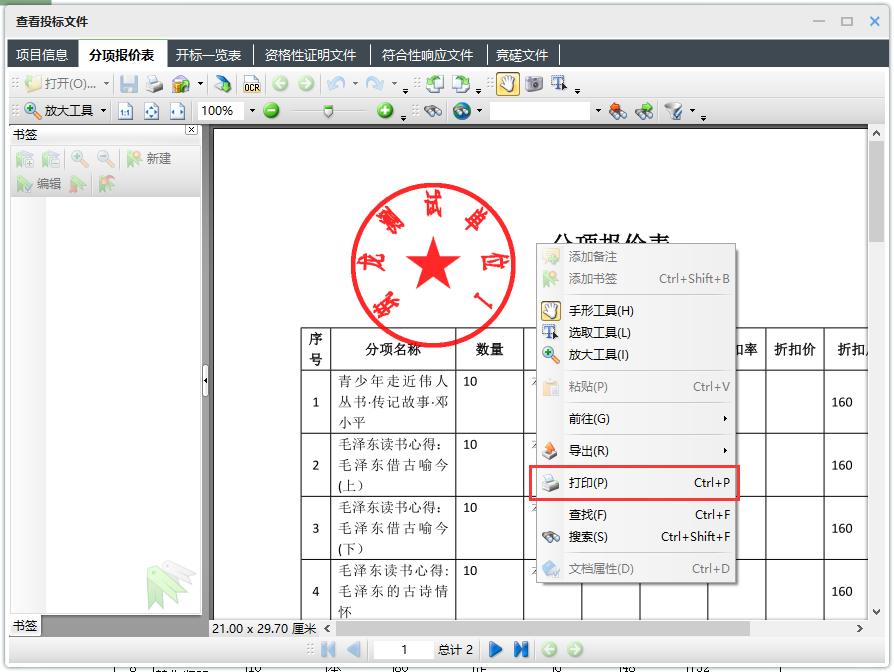 查看投标文件
项目信息 分项报价表 开标一览表 资格性证明文件 符合性响应文件 竞磋文件
打开(O)... OCR
放大工具 1:1 100%
书签
新建
编辑
测试单位
分项报价表
序号 分项名称 数量 扣率 折扣价 折扣
1 青少年走近伟人丛书·传记故事·邓小平 10 160
2 毛泽东读书心得：毛泽东借古喻今(上) 10 160
3 毛泽东读书心得：毛泽东借古喻今(下) 10 160
4 毛泽东读书心得：毛泽东的古诗情怀 10 160
添加备注
添加书签 Ctrl+Shift+B
手形工具(H)
选取工具(L)
放大工具(I)
粘贴(P) Ctrl+V
前往(G)
导出(R)
打印(P) Ctrl+P
查找(F) Ctrl+F
搜索(S) Ctrl+Shift+F
文档属性(D) Ctrl+D
书签
21.00 x 29.70 厘米
1 总计 2